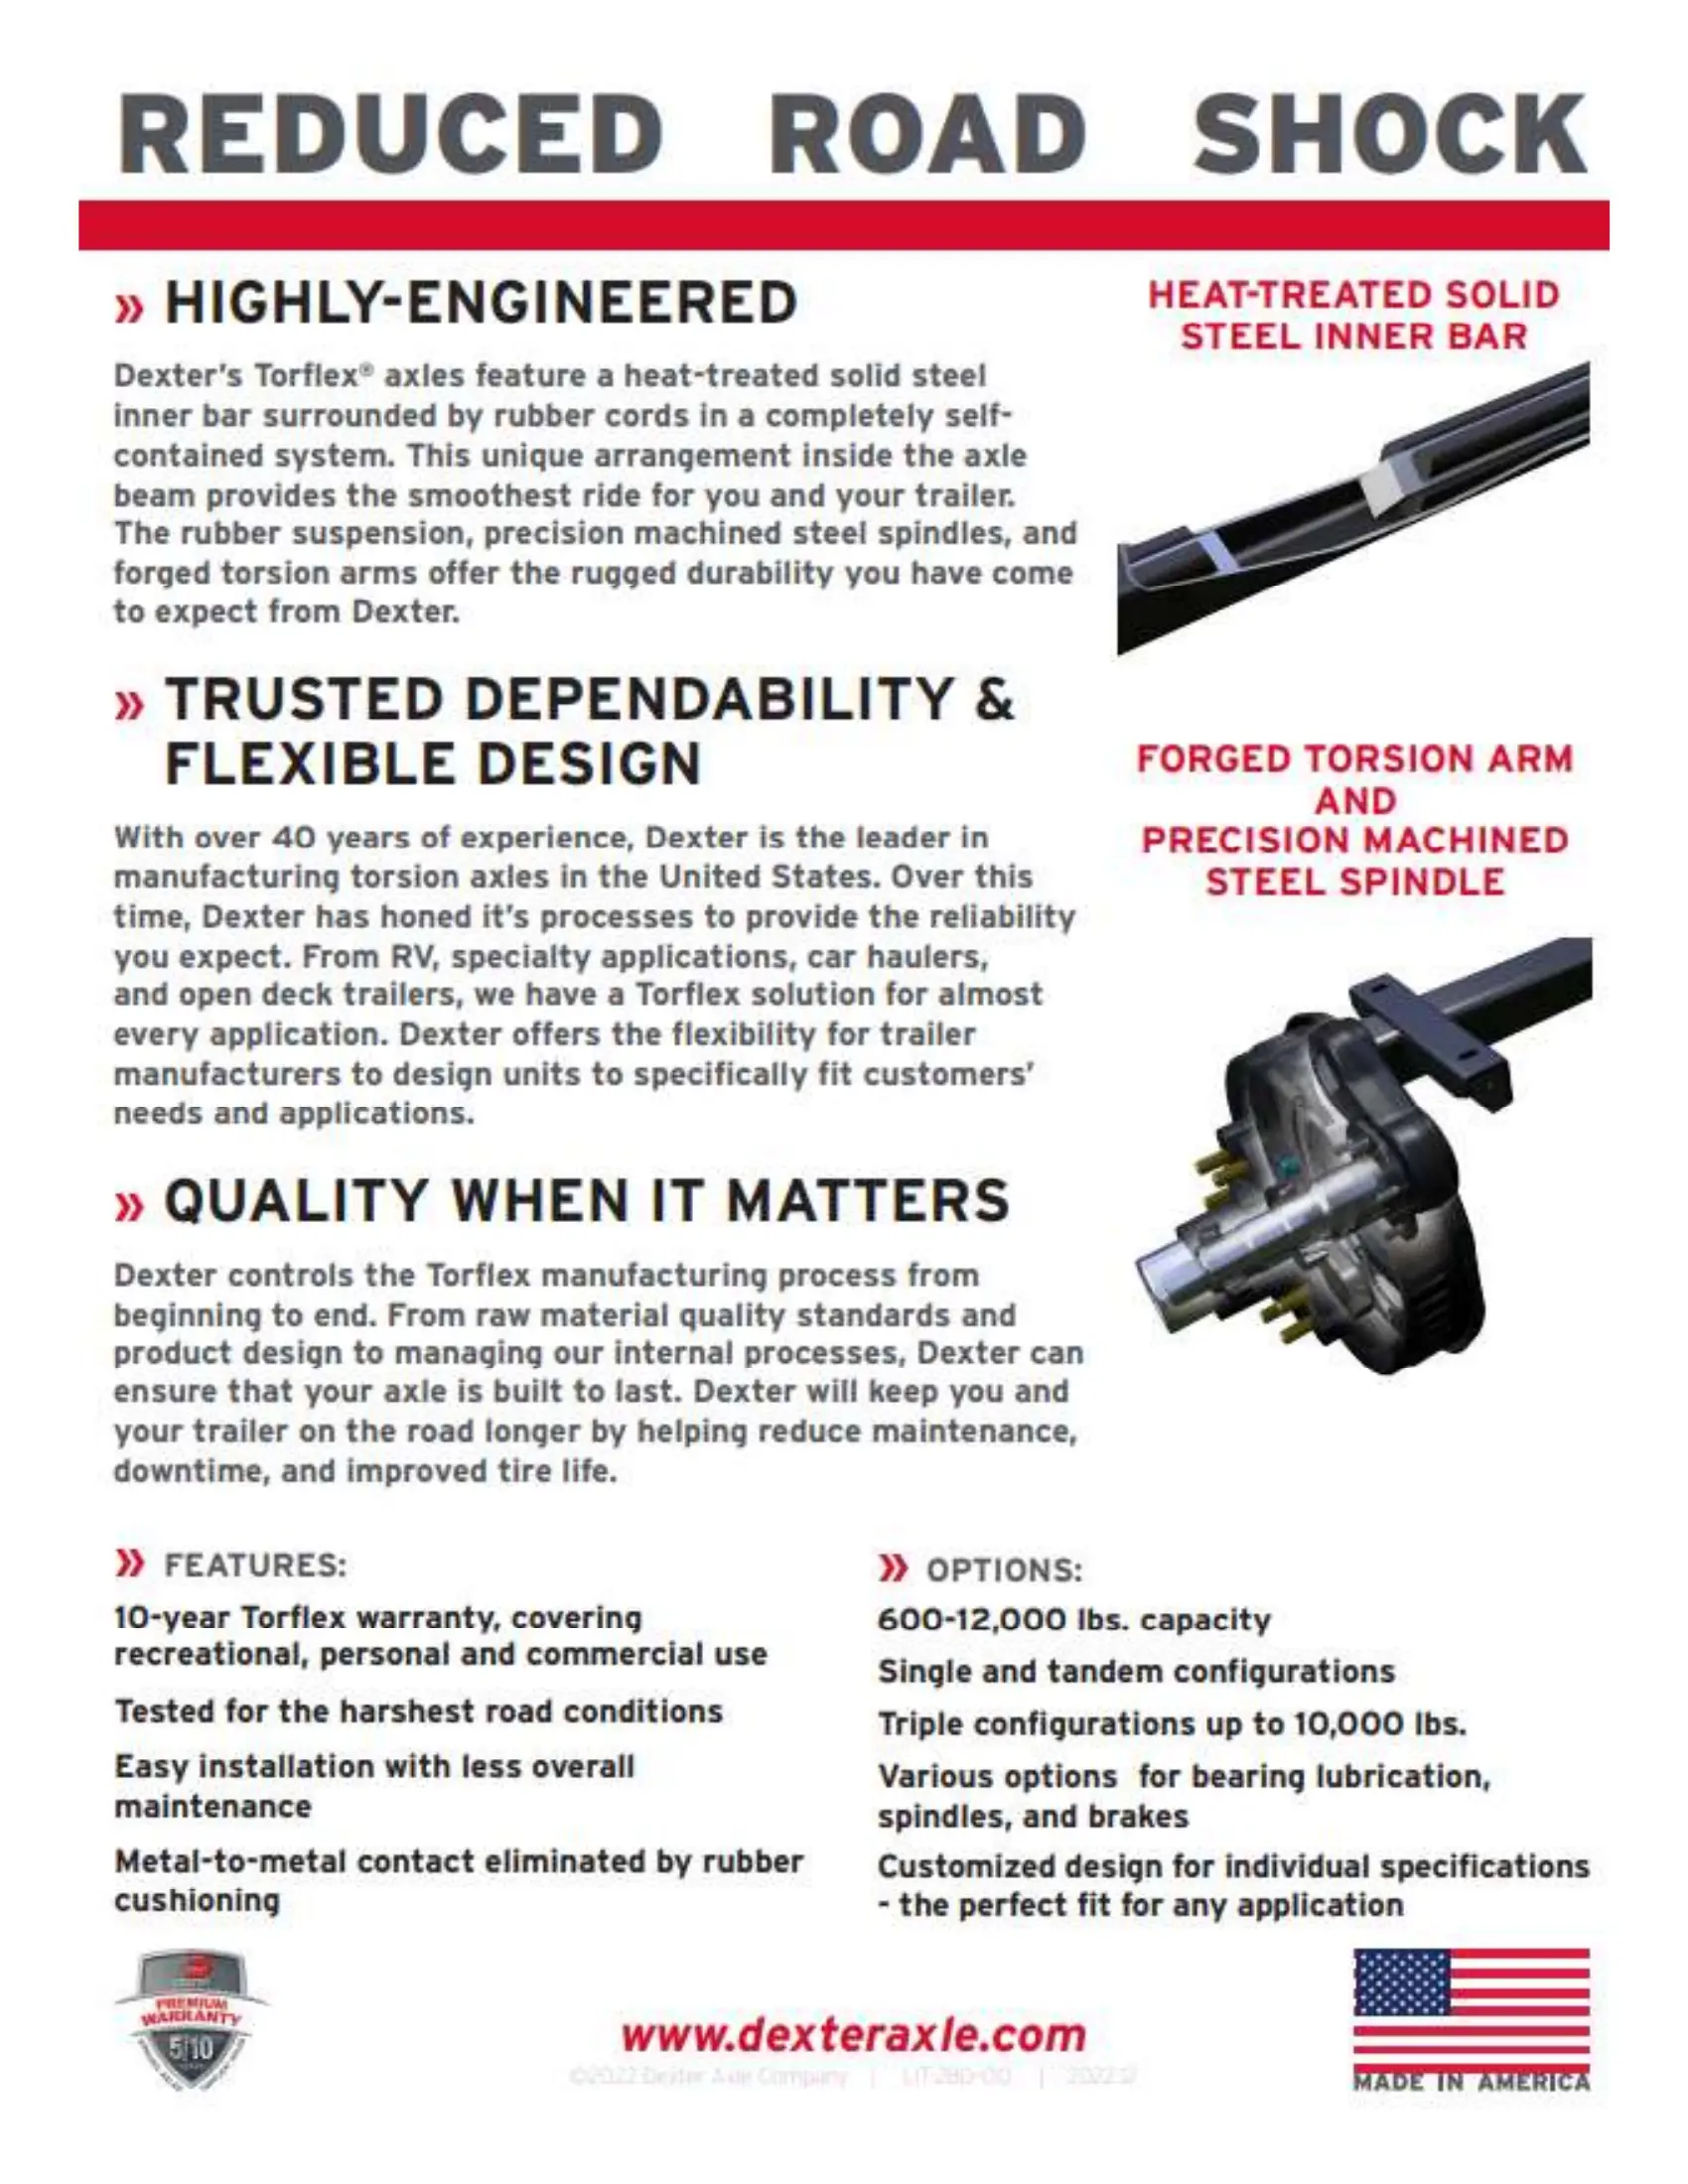 REDUCED ROAD SHOCK
» HIGHLY-ENGINEERED
Dexter's Torflex® axles feature a heat-treated solid steel
inner bar surrounded by rubber cords in a completely self-
contained system. This unique arrangement inside the axle
beam provides the smoothest ride for you and your trailer.
The rubber suspension, precision machined steel spindles, and
forged torsion arms offer the rugged durability you have come
to expect from Dexter.
HEAT-TREATED SOLID
STEEL INNER BAR
» TRUSTED DEPENDABILITY &
FLEXIBLE DESIGN
With over 40 years of experience, Dexter is the leader in
manufacturing torsion axles in the United States. Over this
time, Dexter has honed it's processes to provide the reliability
you expect. From RV, specialty applications, car haulers,
and open deck trailers, we have a Torflex solution for almost
every application. Dexter offers the flexibility for trailer
manufacturers to design units to specifically fit customers'
needs and applications.
FORGED TORSION ARM
AND
PRECISION MACHINED
STEEL SPINDLE
» QUALITY WHEN IT MATTERS
Dexter controls the Torflex manufacturing process from
beginning to end. From raw material quality standards and
product design to managing our internal processes, Dexter can
ensure that your axle is built to last. Dexter will keep you and
your trailer on the road longer by helping reduce maintenance,
downtime, and improved tire life.
» FEATURES:
10-year Torflex warranty, covering
recreational, personal and commercial use
Tested for the harshest road conditions
Easy installation with less overall
maintenance
Metal-to-metal contact eliminated by rubber
cushioning
» OPTIONS:
600-12,000 lbs. capacity
Single and tandem configurations
Triple configurations up to 10,000 lbs.
Various options for bearing lubrication,
spindles, and brakes
Customized design for individual specifications
- the perfect fit for any application
PREMIUM
WARRANTY
5|10
www.dexteraxle.com
©2022 Dexter Axle Company | LIT-280-00 |
MADE IN AMERICA